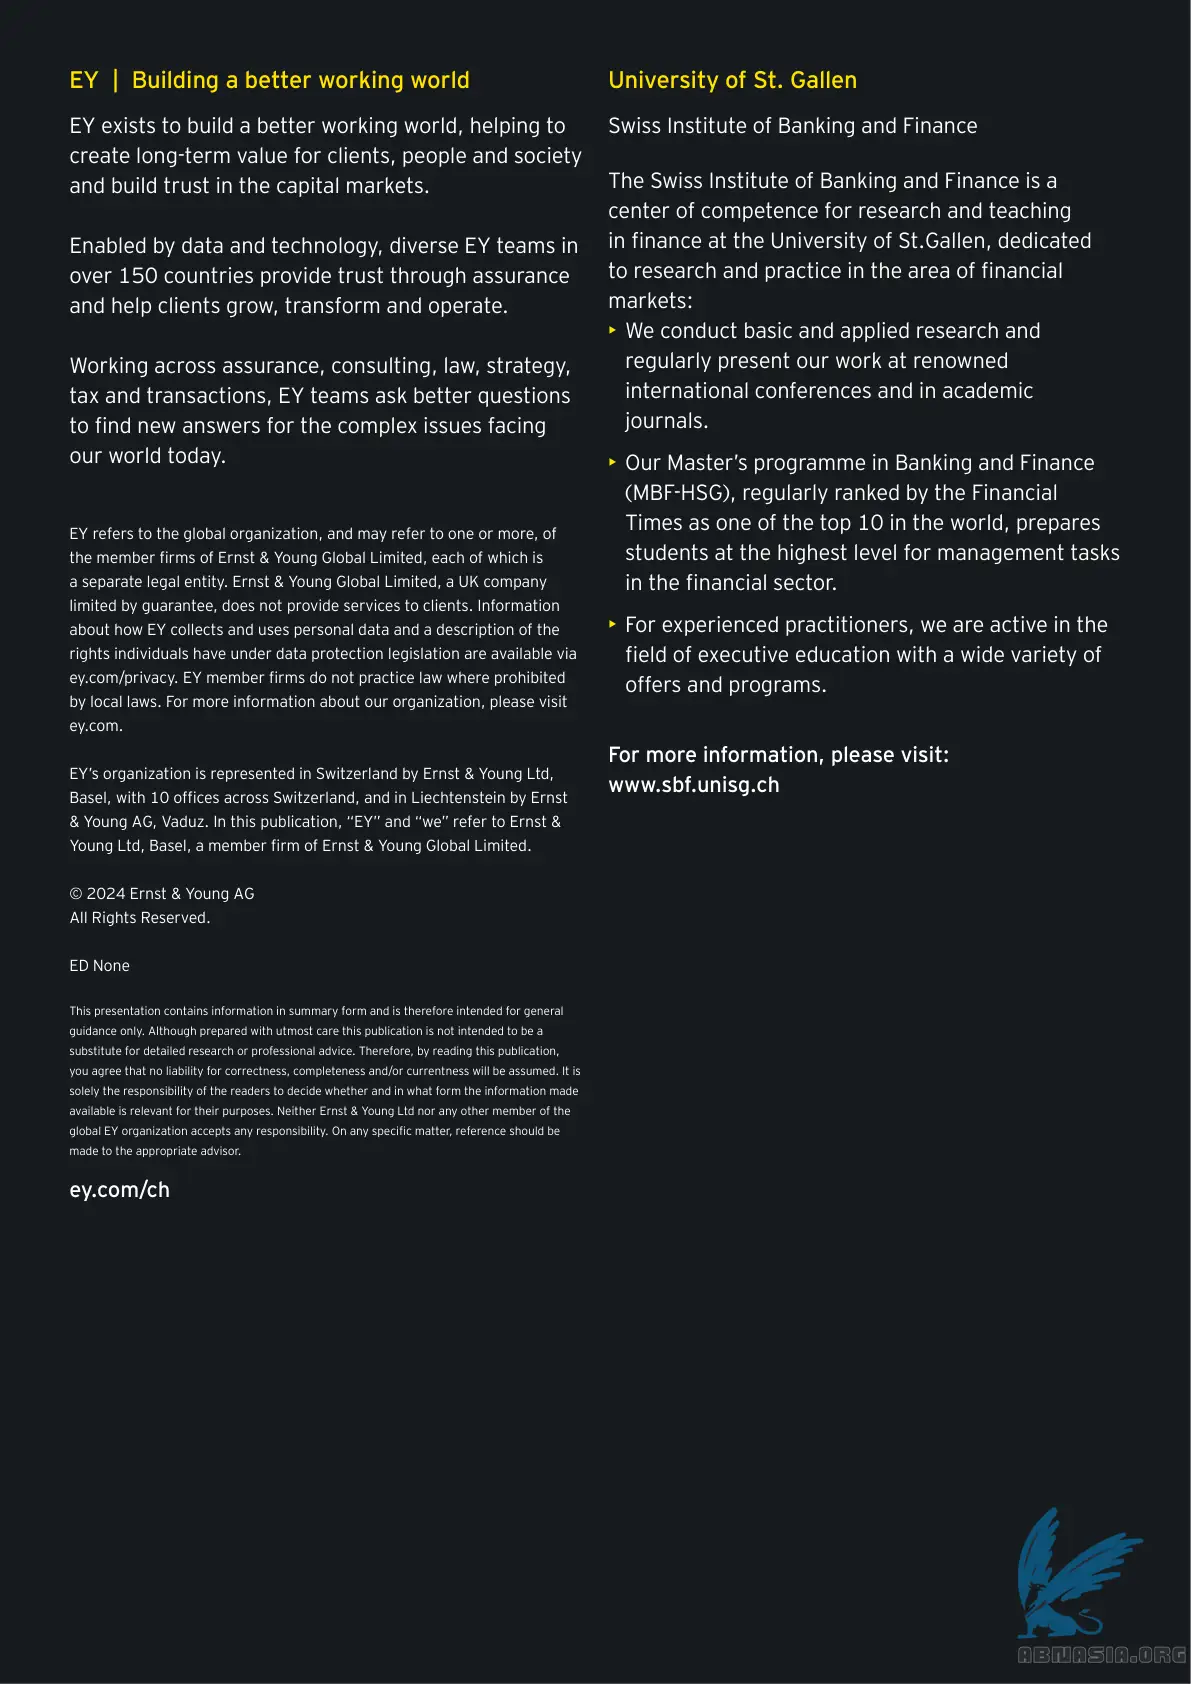 EY | Building a better working world
EY exists to build a better working world, helping to
create long-term value for clients, people and society
and build trust in the capital markets.
Enabled by data and technology, diverse EY teams in
over 150 countries provide trust through assurance
and help clients grow, transform and operate.
Working across assurance, consulting, law, strategy,
tax and transactions, EY teams ask better questions
to find new answers for the complex issues facing
our world today.
EY refers to the global organization, and may refer to one or more, of
the member firms of Ernst & Young Global Limited, each of which is
a separate legal entity. Ernst & Young Global Limited, a UK company
limited by guarantee, does not provide services to clients. Information
about how EY collects and uses personal data and a description of the
rights individuals have under data protection legislation are available via
ey.com/privacy. EY member firms do not practice law where prohibited
by local laws. For more information about our organization, please visit
ey.com.
EY’s organization is represented in Switzerland by Ernst & Young Ltd,
Basel, with 10 offices across Switzerland, and in Liechtenstein by Ernst
& Young AG, Vaduz. In this publication, “EY” and “we” refer to Ernst &
Young Ltd, Basel, a member firm of Ernst & Young Global Limited.
© 2024 Ernst & Young AG
All Rights Reserved.
ED None
This presentation contains information in summary form and is therefore intended for general
guidance only. Although prepared with utmost care this publication is not intended to be a
substitute for detailed research or professional advice. Therefore, by reading this publication,
you agree that no liability for correctness, completeness and/or currentness will be assumed. It is
solely the responsibility of the readers to decide whether and in what form the information made
available is relevant for their purposes. Neither Ernst & Young Ltd nor any other member of the
global EY organization accepts any responsibility. On any specific matter, reference should be
made to the appropriate advisor.
ey.com/ch
University of St. Gallen
Swiss Institute of Banking and Finance
The Swiss Institute of Banking and Finance is a
center of competence for research and teaching
in finance at the University of St.Gallen, dedicated
to research and practice in the area of financial
markets:
‣ We conduct basic and applied research and
regularly present our work at renowned
international conferences and in academic
journals.
‣ Our Master’s programme in Banking and Finance
(MBF-HSG), regularly ranked by the Financial
Times as one of the top 10 in the world, prepares
students at the highest level for management tasks
in the financial sector.
‣ For experienced practitioners, we are active in the
field of executive education with a wide variety of
offers and programs.
For more information, please visit:
www.sbf.unisg.ch
ABNASIA.ORG